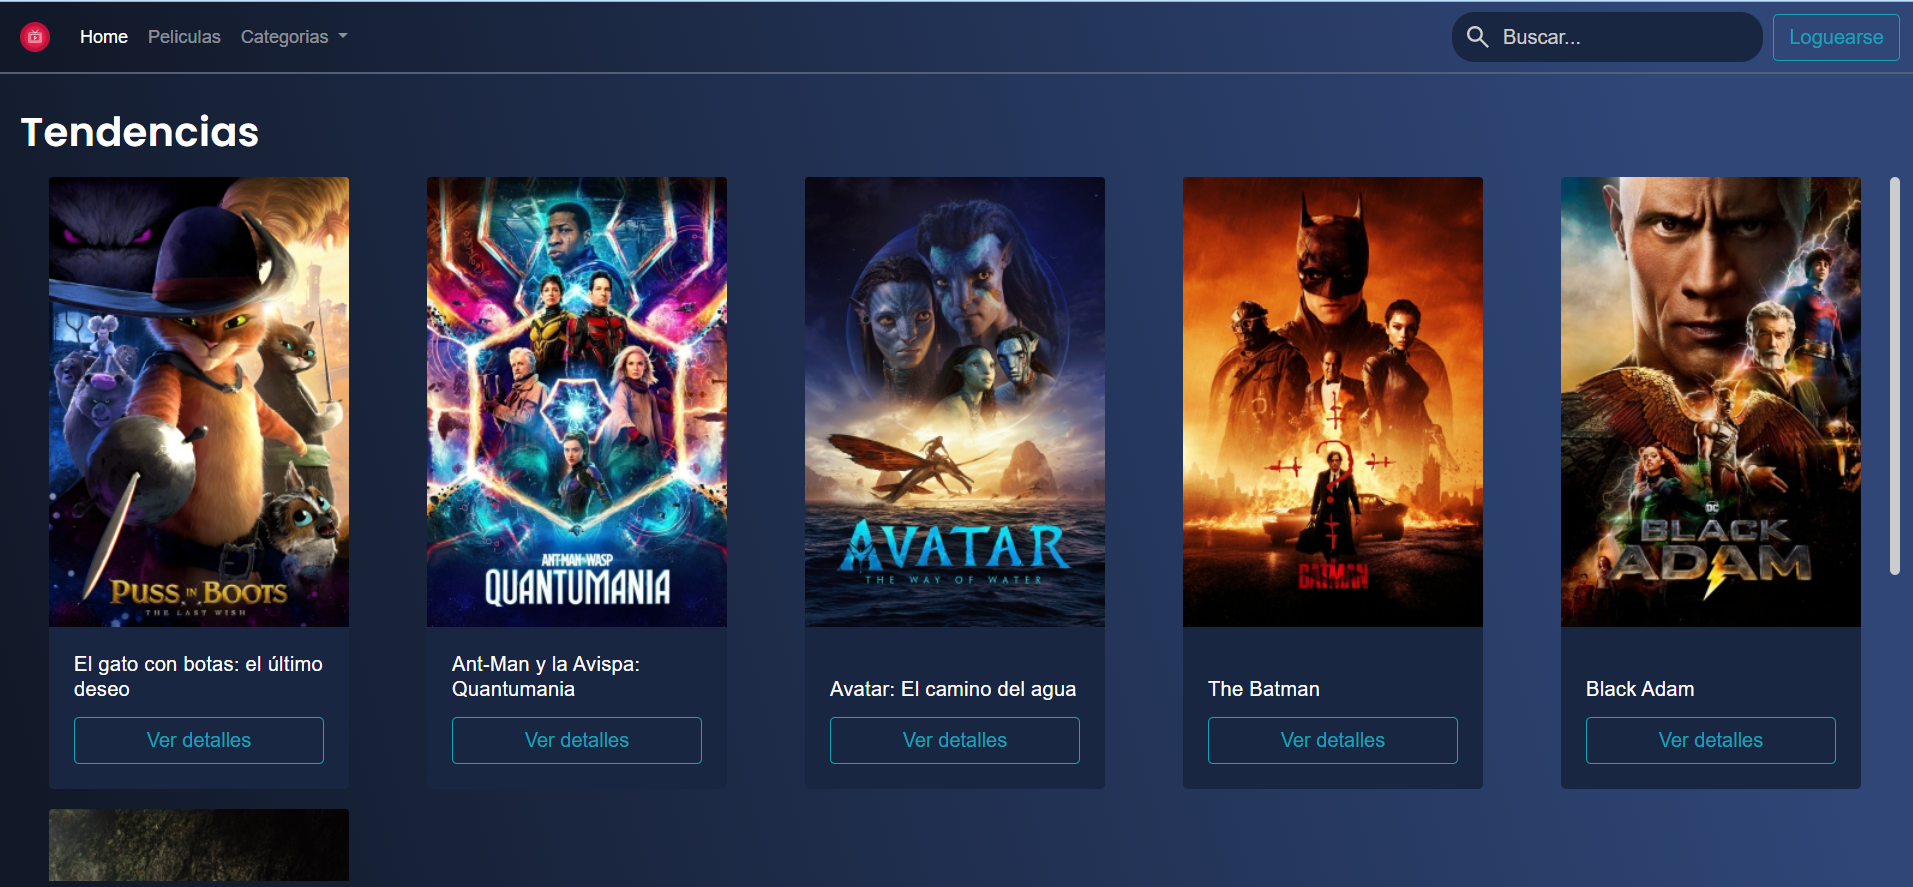 Home Peliculas Categorias
Buscar...
Loguearse
Tendencias
PUSS IN BOOTS
THE LAST WISH
El gato con botas: el último
deseo
Ver detalles
ANT-MAN AND THE WASP
QUANTUMANIA
Ant-Man y la Avispa:
Quantumania
Ver detalles
AVATAR
THE WAY OF WATER
Avatar: El camino del agua
Ver detalles
THE
BATMAN
The Batman
Ver detalles
DC
BLACK
ADAM
Black Adam
Ver detalles